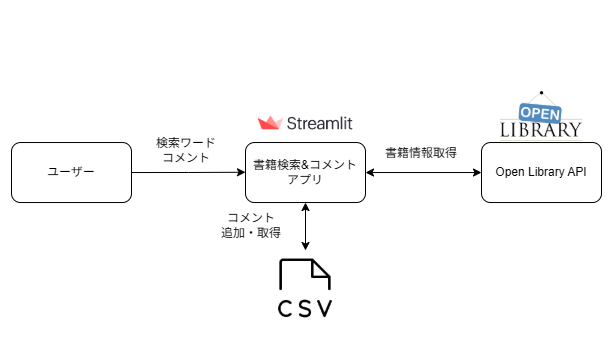 OPEN
LIBRARY
Streamlit
検索ワード
コメント
書籍情報取得
ユーザー
書籍検索&コメント
アプリ
Open Library API
コメント
追加・取得
CSV